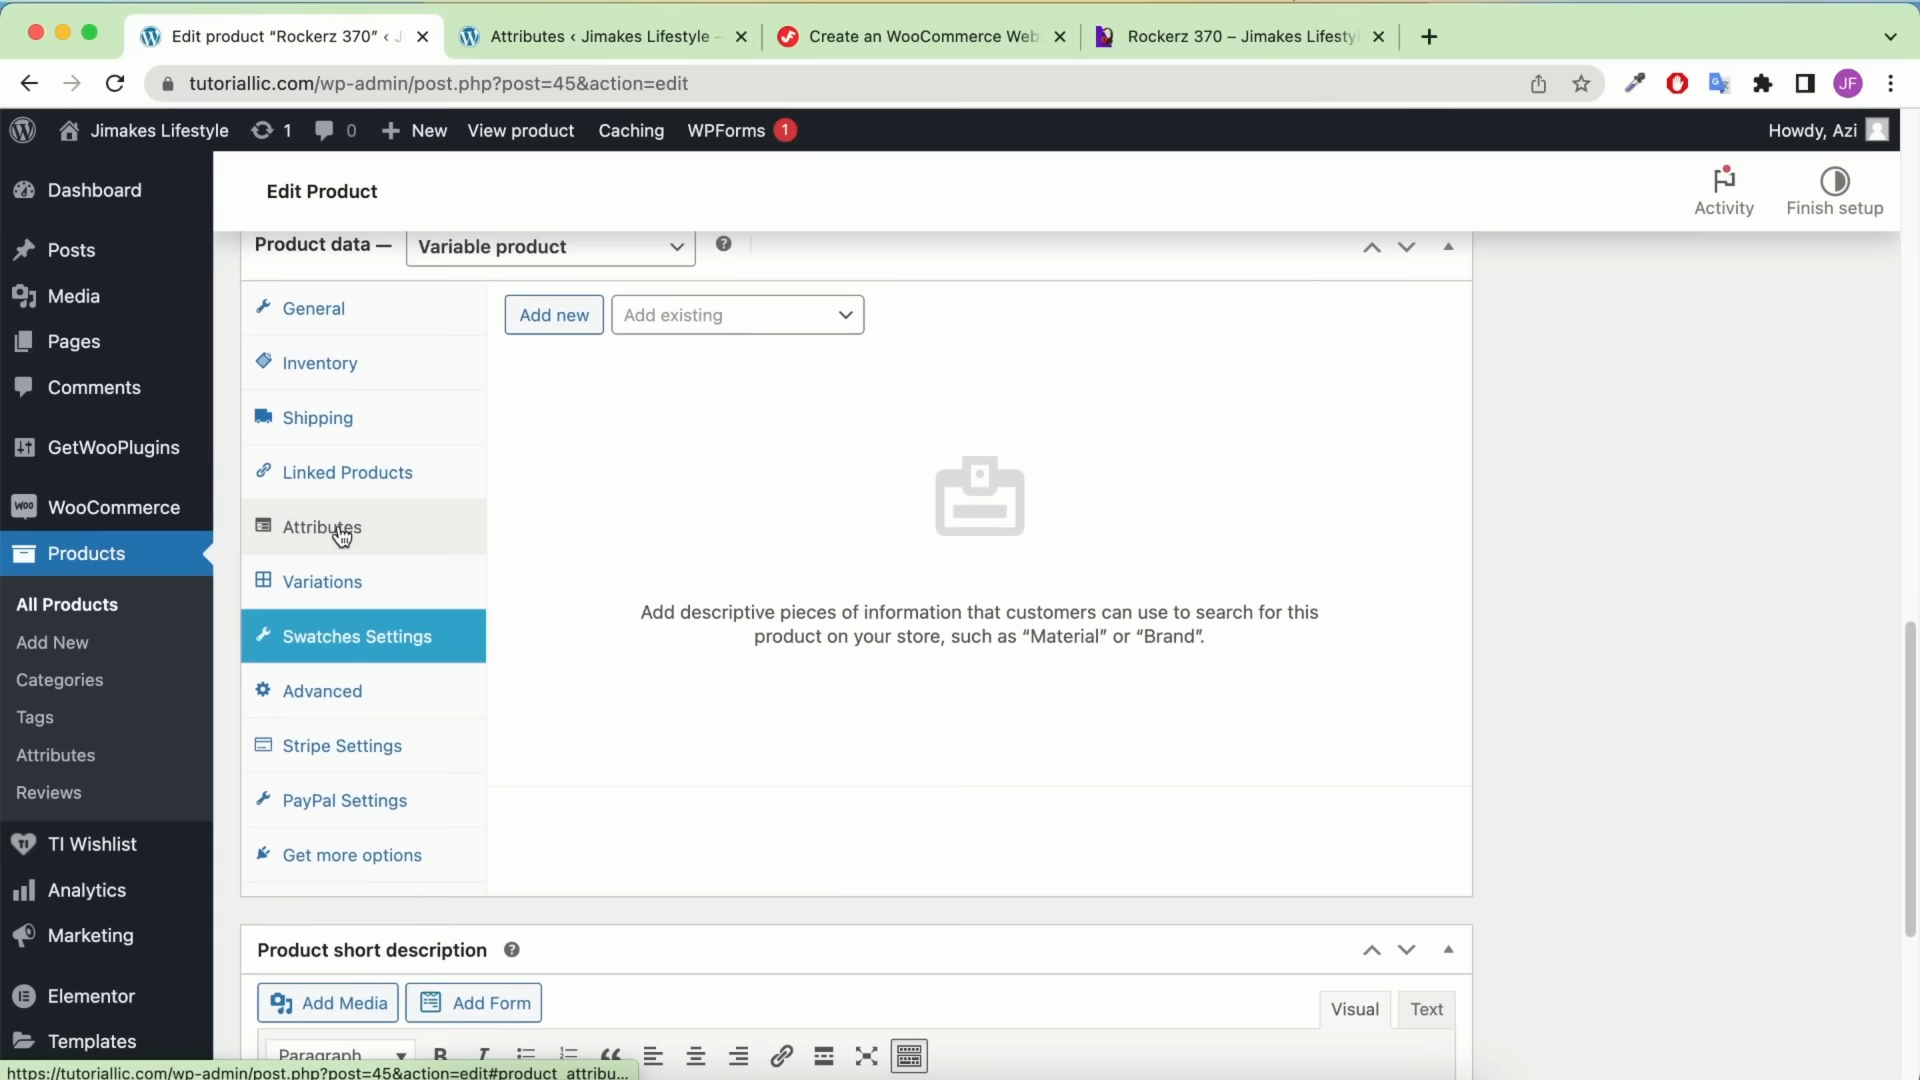 Edit product “Rockerz 370” ‹ J
Attributes ‹ Jimakes Lifestyle –
Create an WooCommerce Web
Rockerz 370 – Jimakes Lifesty
tutoriallic.com/wp-admin/post.php?post=45&action=edit
JF
Jimakes Lifestyle
1
0
New
View product
Caching
WPForms
1
Howdy, Azi
Dashboard
Posts
Media
Pages
Comments
GetWooPlugins
WooCommerce
Products
All Products
Add New
Categories
Tags
Attributes
Reviews
TI Wishlist
Analytics
Marketing
Elementor
Templates
Edit Product
Activity
Finish setup
Product data —
Variable product
General
Inventory
Shipping
Linked Products
Attributes
Variations
Swatches Settings
Advanced
Stripe Settings
PayPal Settings
Get more options
Add new
Add existing
Add descriptive pieces of information that customers can use to search for this
product on your store, such as “Material” or “Brand”.
Product short description
Add Media
Add Form
Visual
Text
Paragraph
https://tutoriallic.com/wp-admin/post.php?post=45&action=edit#product_attribu...